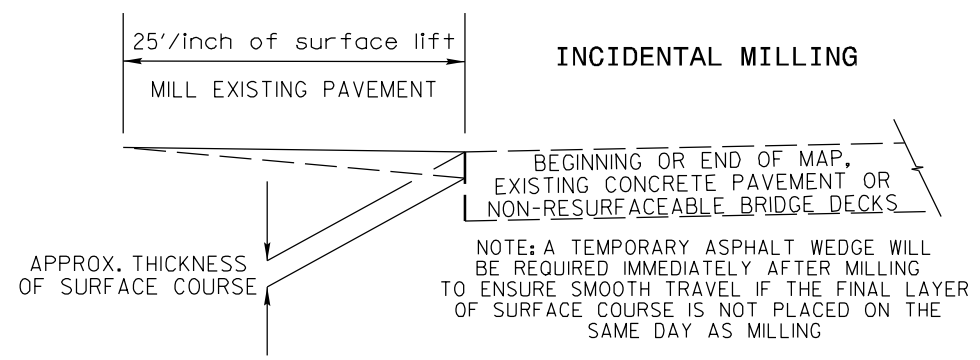 25'/inch of surface lift
INCIDENTAL MILLING
MILL EXISTING PAVEMENT
BEGINNING OR END OF MAP,
EXISTING CONCRETE PAVEMENT OR
NON-RESURFACEABLE BRIDGE DECKS
APPROX. THICKNESS
OF SURFACE COURSE
NOTE: A TEMPORARY ASPHALT WEDGE WILL
BE REQUIRED IMMEDIATELY AFTER MILLING
TO ENSURE SMOOTH TRAVEL IF THE FINAL LAYER
OF SURFACE COURSE IS NOT PLACED ON THE
SAME DAY AS MILLING